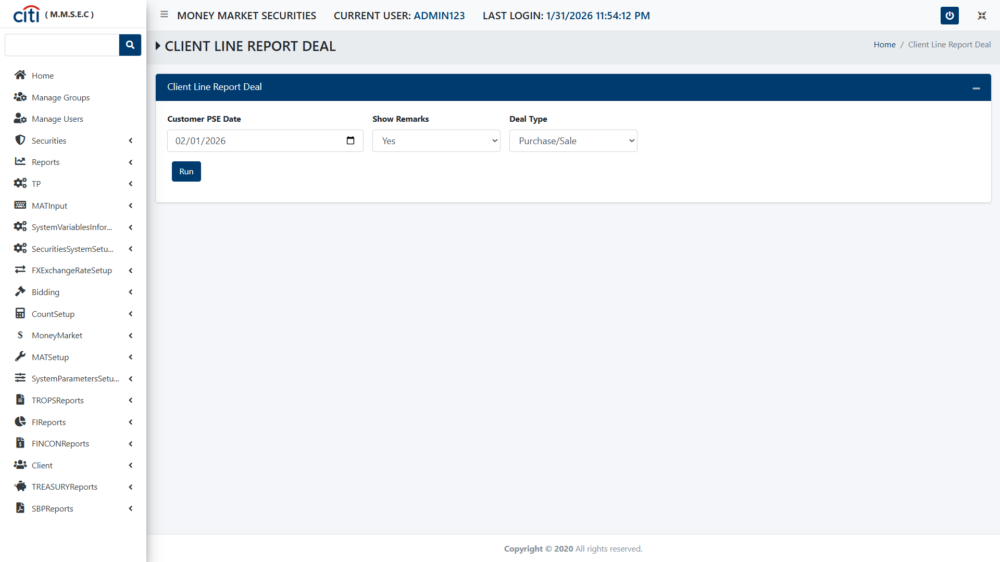 citi ( M.M.S.E.C )
MONEY MARKET SECURITIES CURRENT USER: ADMIN123 LAST LOGIN: 1/31/2026 11:54:12 PM
CLIENT LINE REPORT DEAL
Home / Client Line Report Deal
Home
Manage Groups
Manage Users
Securities
Reports
TP
MATInput
SystemVariablesInfor...
SecuritiesSystemSetu...
FXExchangeRateSetup
Bidding
CountSetup
$ MoneyMarket
MATSetup
SystemParametersSetu...
TROPSReports
FIReports
FINCONReports
Client
TREASURYReports
SBPReports
Client Line Report Deal
Customer PSE Date Show Remarks Deal Type
02/01/2026 Yes Purchase/Sale
Run
Copyright © 2020 All rights reserved.